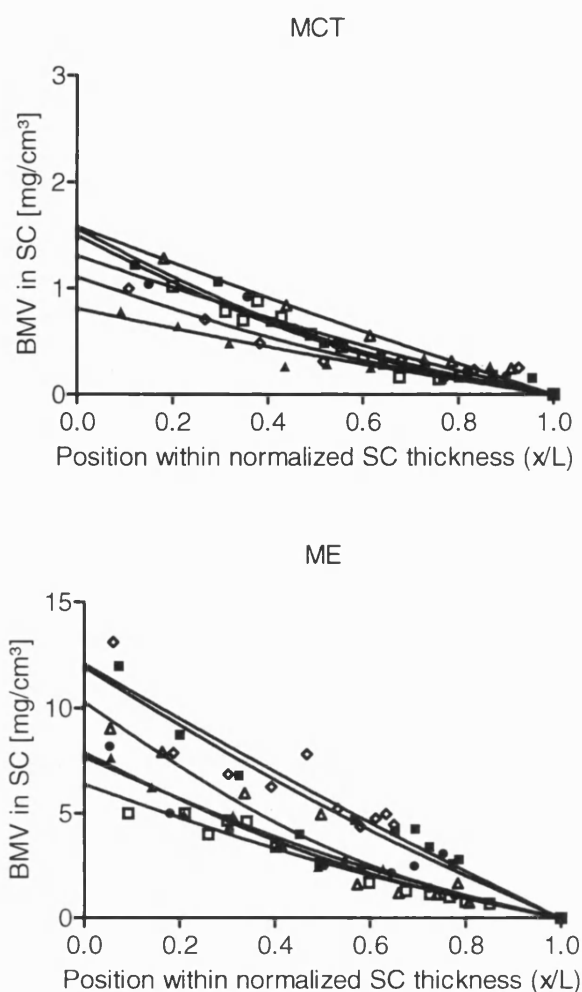 MCT
BMV in SC [mg/cm³]
3
2
1
0
0.0 0.2 0.4 0.6 0.8 1.0
Position within normalized SC thickness (x/L)
ME
BMV in SC [mg/cm³]
15
10
5
0
0.0 0.2 0.4 0.6 0.8 1.0
Position within normalized SC thickness (x/L)